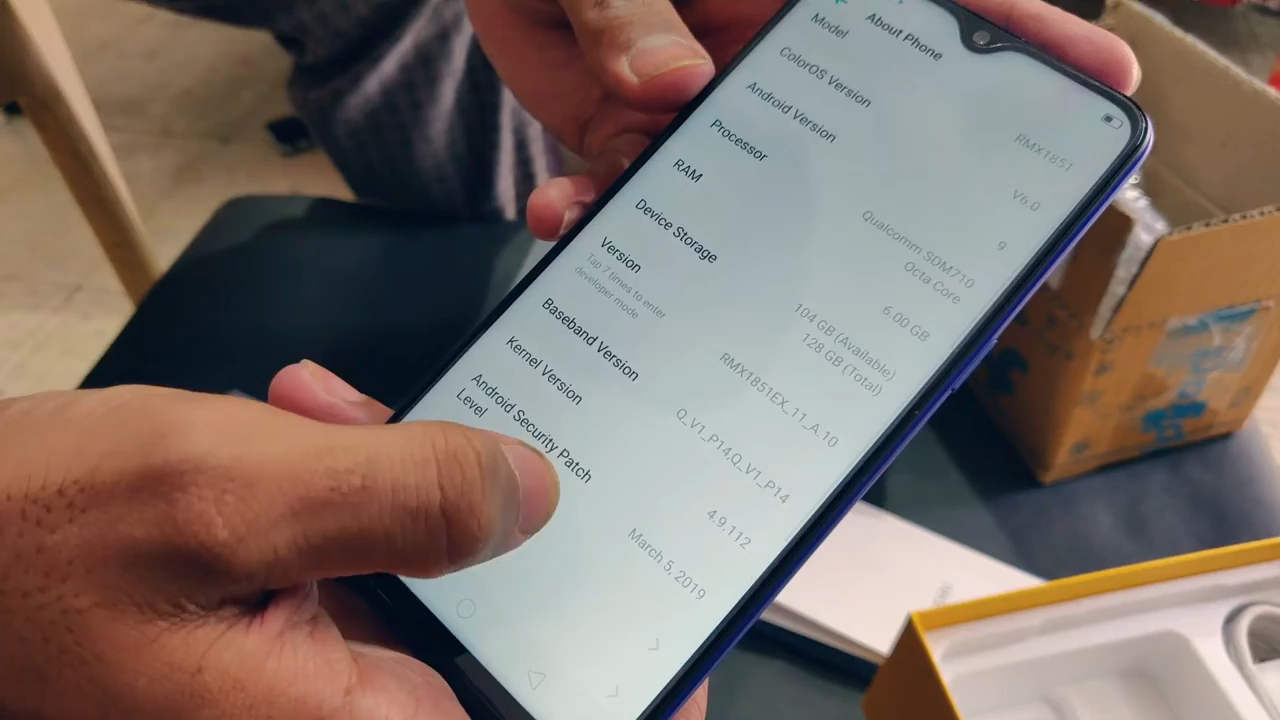 About Phone
Model
RMX1851
ColorOS Version
V6.0
Android Version
9
Processor
Qualcomm SDM710
Octa Core
RAM
6.00 GB
Device Storage
104 GB (Available)
128 GB (Total)
Version
Tap 7 times to enter
developer mode
RMX1851EX_11_A.10
Baseband Version
Q_V1_P14,Q_V1_P14
Kernel Version
4.9.112
Android Security Patch
Level
March 5, 2019